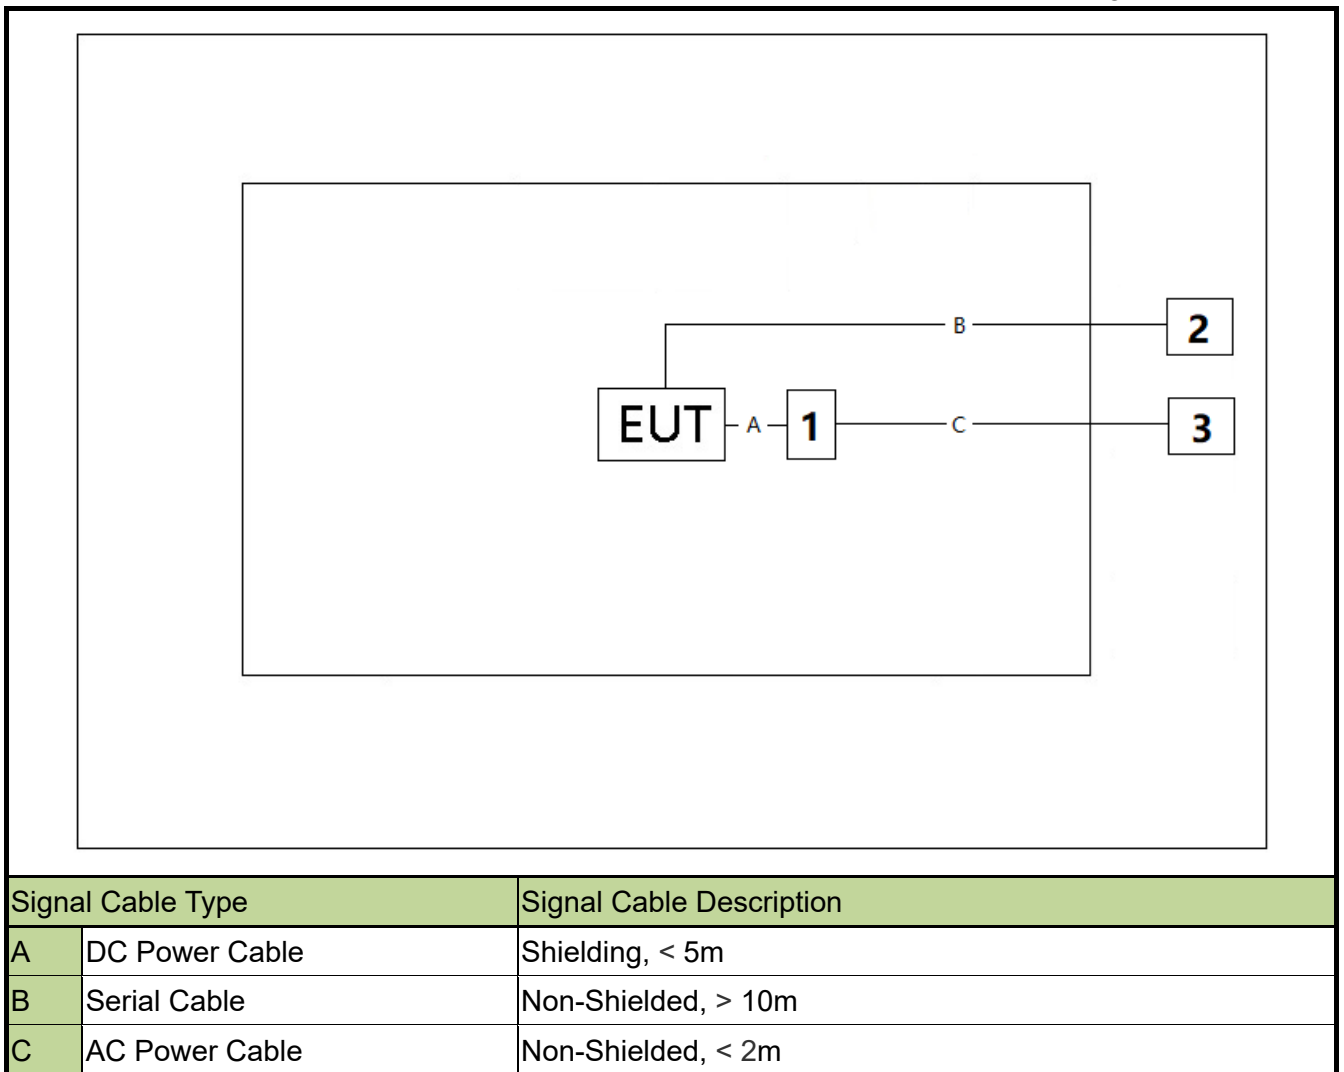 B
2
EUT A 1 C 3
Signal Cable Type Signal Cable Description
A DC Power Cable Shielding, < 5m
B Serial Cable Non-Shielded, > 10m
C AC Power Cable Non-Shielded, < 2m